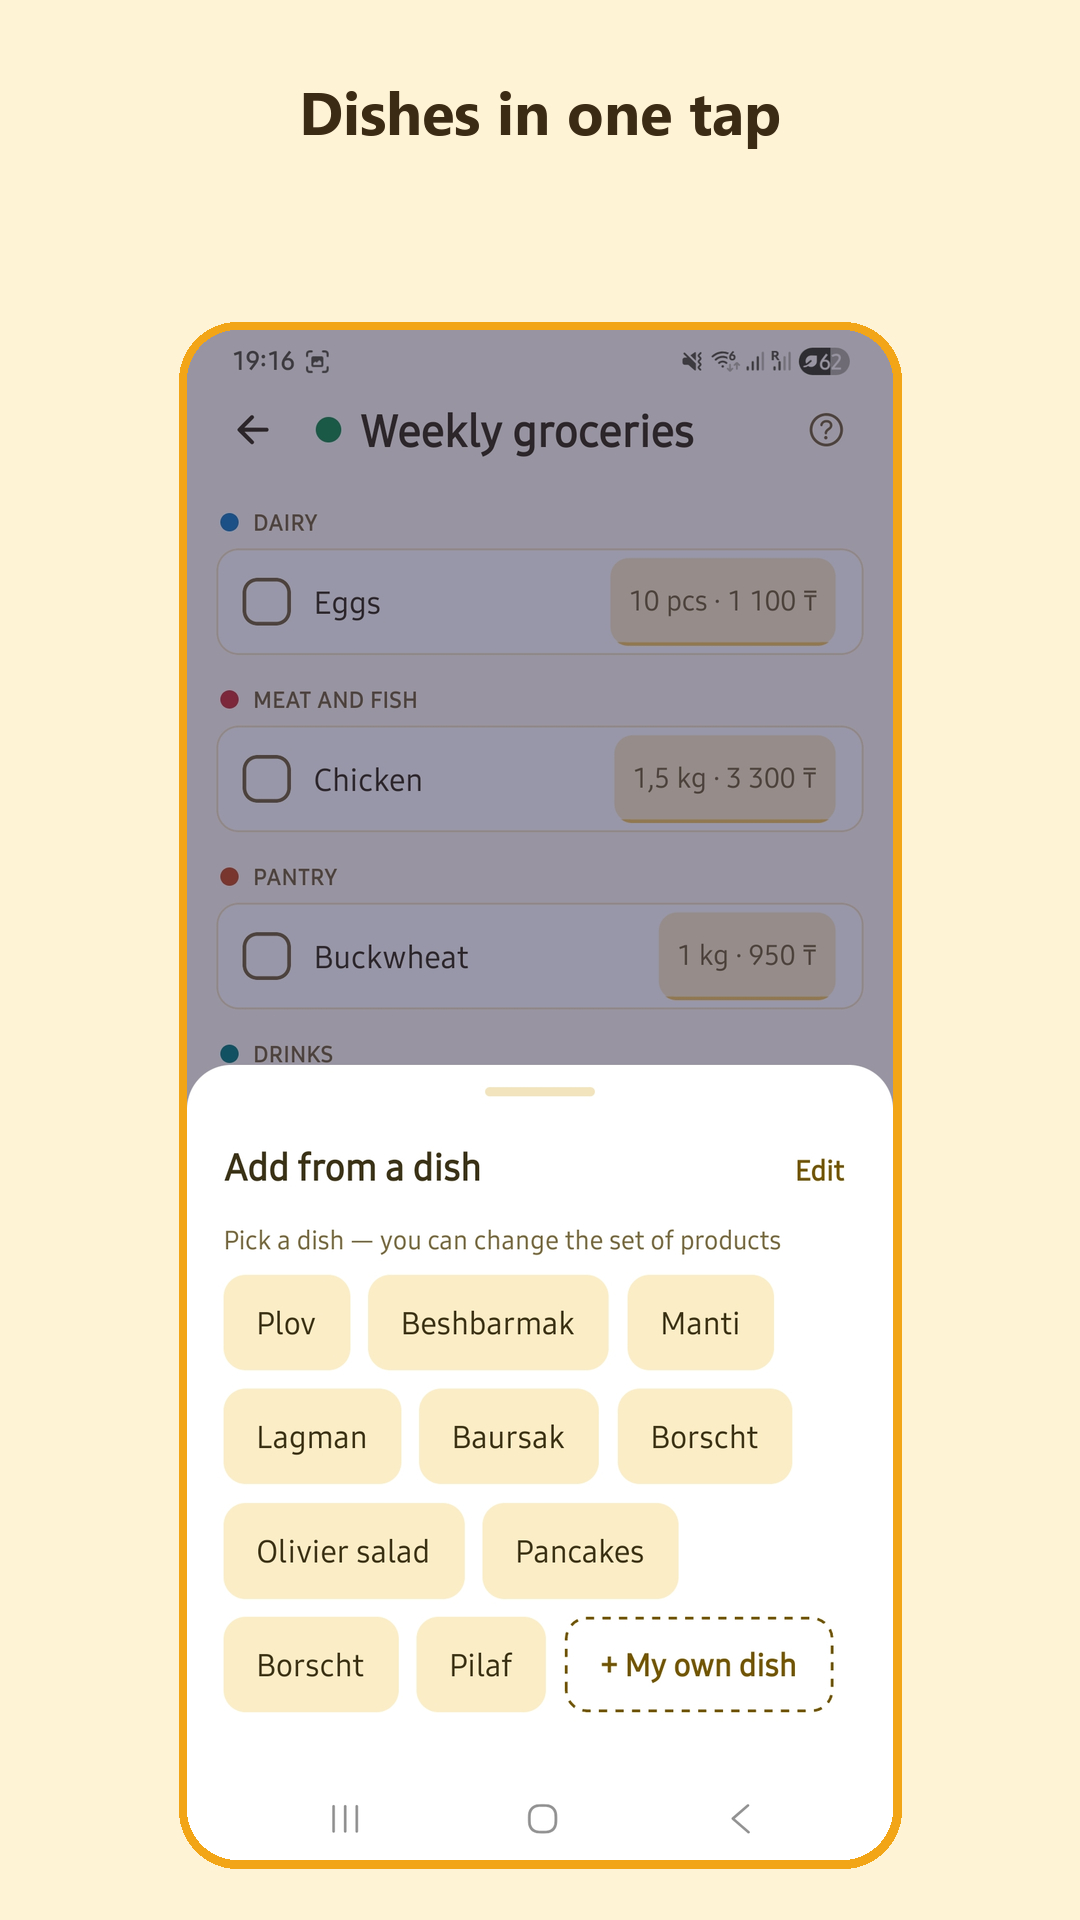 Dishes in one tap
19:16
6
R
62
Weekly groceries
DAIRY
Eggs
10 pcs · 1 100 ₸
MEAT AND FISH
Chicken
1,5 kg · 3 300 ₸
PANTRY
Buckwheat
1 kg · 950 ₸
DRINKS
Add from a dish
Edit
Pick a dish — you can change the set of products
Plov
Beshbarmak
Manti
Lagman
Baursak
Borscht
Olivier salad
Pancakes
Borscht
Pilaf
+ My own dish